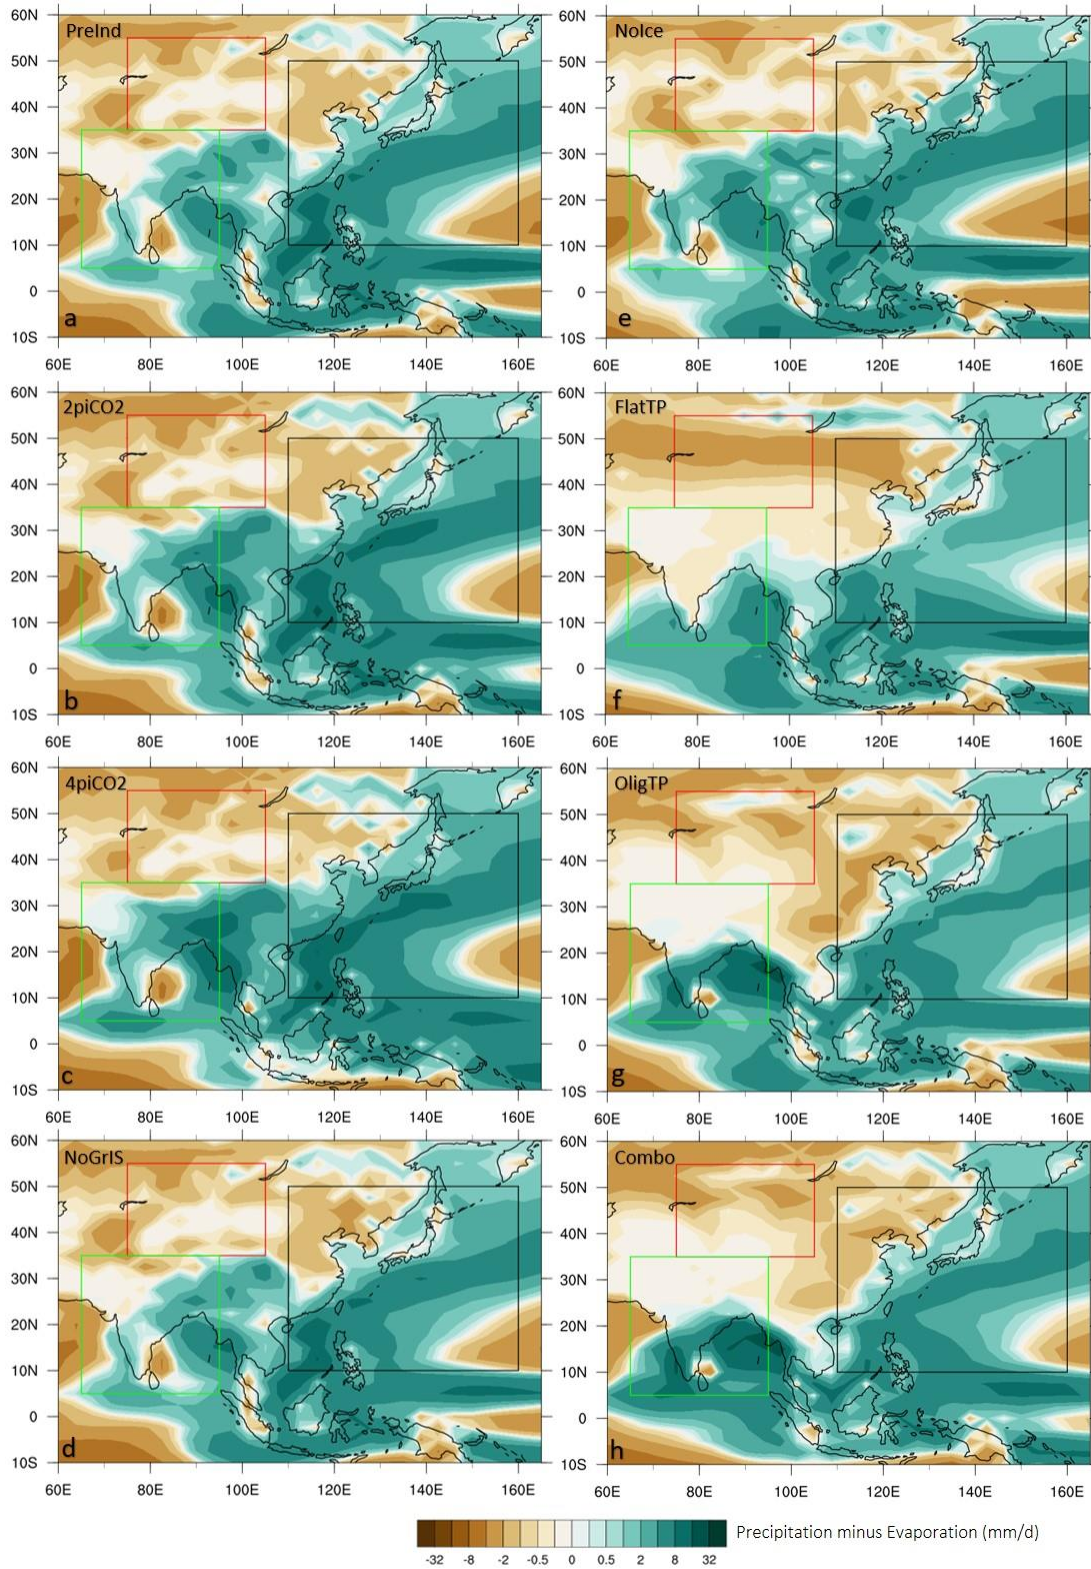 PreInd
60N
50N
40N
30N
20N
10N
0
10S
a
60E 80E 100E 120E 140E 160E
NoIce
60N
50N
40N
30N
20N
10N
0
10S
e
60E 80E 100E 120E 140E 160E
2piCO2
60N
50N
40N
30N
20N
10N
0
10S
b
60E 80E 100E 120E 140E 160E
FlatTP
60N
50N
40N
30N
20N
10N
0
10S
f
60E 80E 100E 120E 140E 160E
4piCO2
60N
50N
40N
30N
20N
10N
0
10S
c
60E 80E 100E 120E 140E 160E
OligTP
60N
50N
40N
30N
20N
10N
0
10S
g
60E 80E 100E 120E 140E 160E
NoGrIS
60N
50N
40N
30N
20N
10N
0
10S
d
60E 80E 100E 120E 140E 160E
Combo
60N
50N
40N
30N
20N
10N
0
10S
h
60E 80E 100E 120E 140E 160E
Precipitation minus Evaporation (mm/d)
-32 -8 -2 -0.5 0 0.5 2 8 32